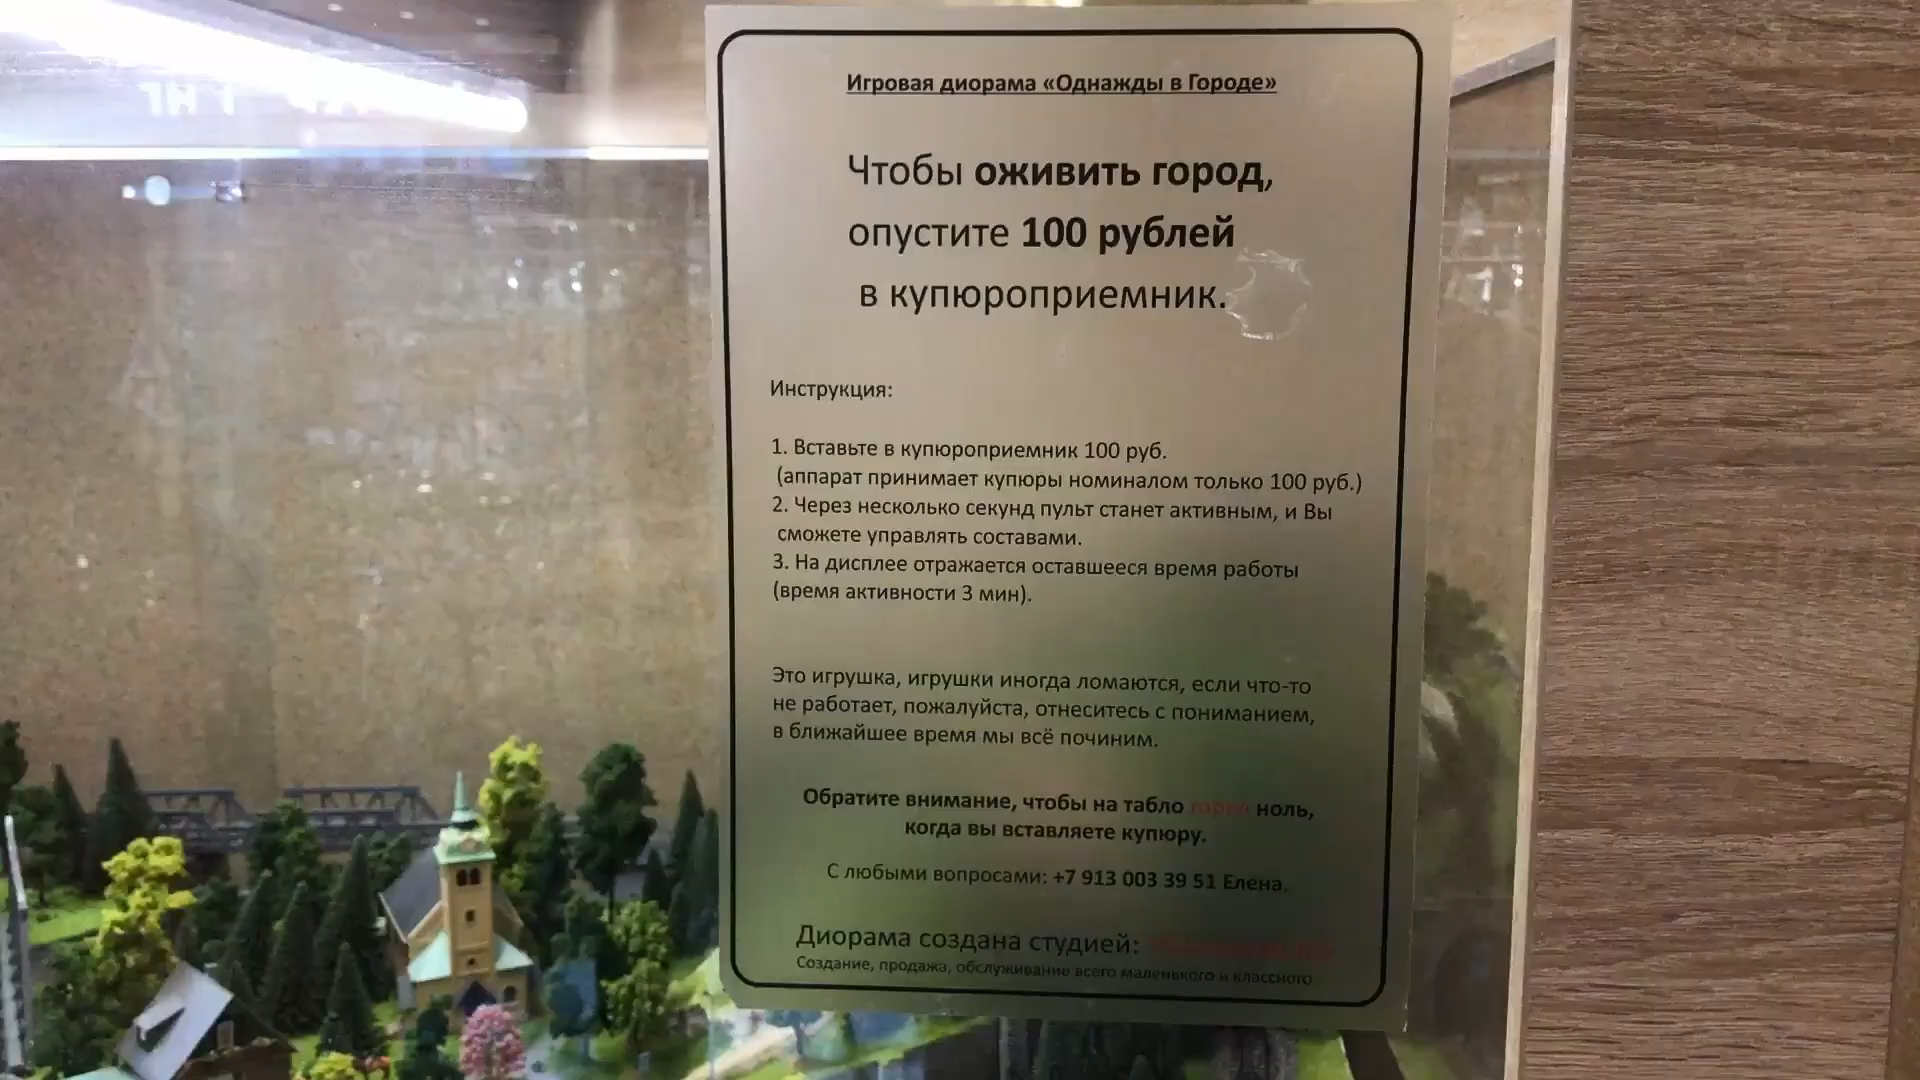 Игровая диорама «Однажды в Городе»
Чтобы оживить город,
опустите 100 рублей
в купюроприемник.
Инструкция:
1. Вставьте в купюроприемник 100 руб.
(аппарат принимает купюры номиналом только 100 руб.)
2. Через несколько секунд пульт станет активным, и Вы
сможете управлять составами.
3. На дисплее отражается оставшееся время работы
(время активности 3 мин).
Это игрушка, игрушки иногда ломаются, если что-то
не работает, пожалуйста, отнеситесь с пониманием,
в ближайшее время мы всё починим.
Обратите внимание, чтобы на табло горел ноль,
когда вы вставляете купюру.
С любыми вопросами: +7 913 003 39 51 Елена.
Диорама создана студией:
Создание, продажа, обслуживание всего маленького и классного